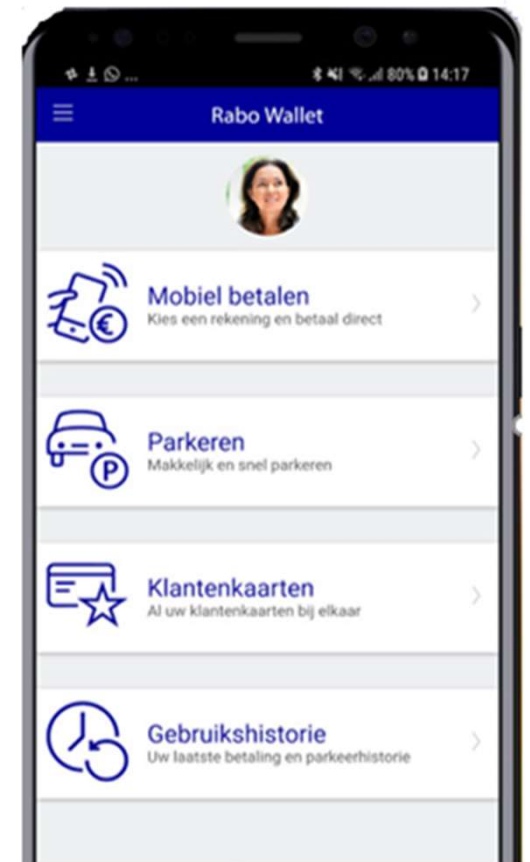 ... 80% 14:17
Rabo Wallet
Mobiel betalen
Kies een rekening en betaal direct
€
Parkeren
Makkelijk en snel parkeren
P
Klantenkaarten
Al uw klantenkaarten bij elkaar
Gebruikshistorie
Uw laatste betaling en parkeerhistorie